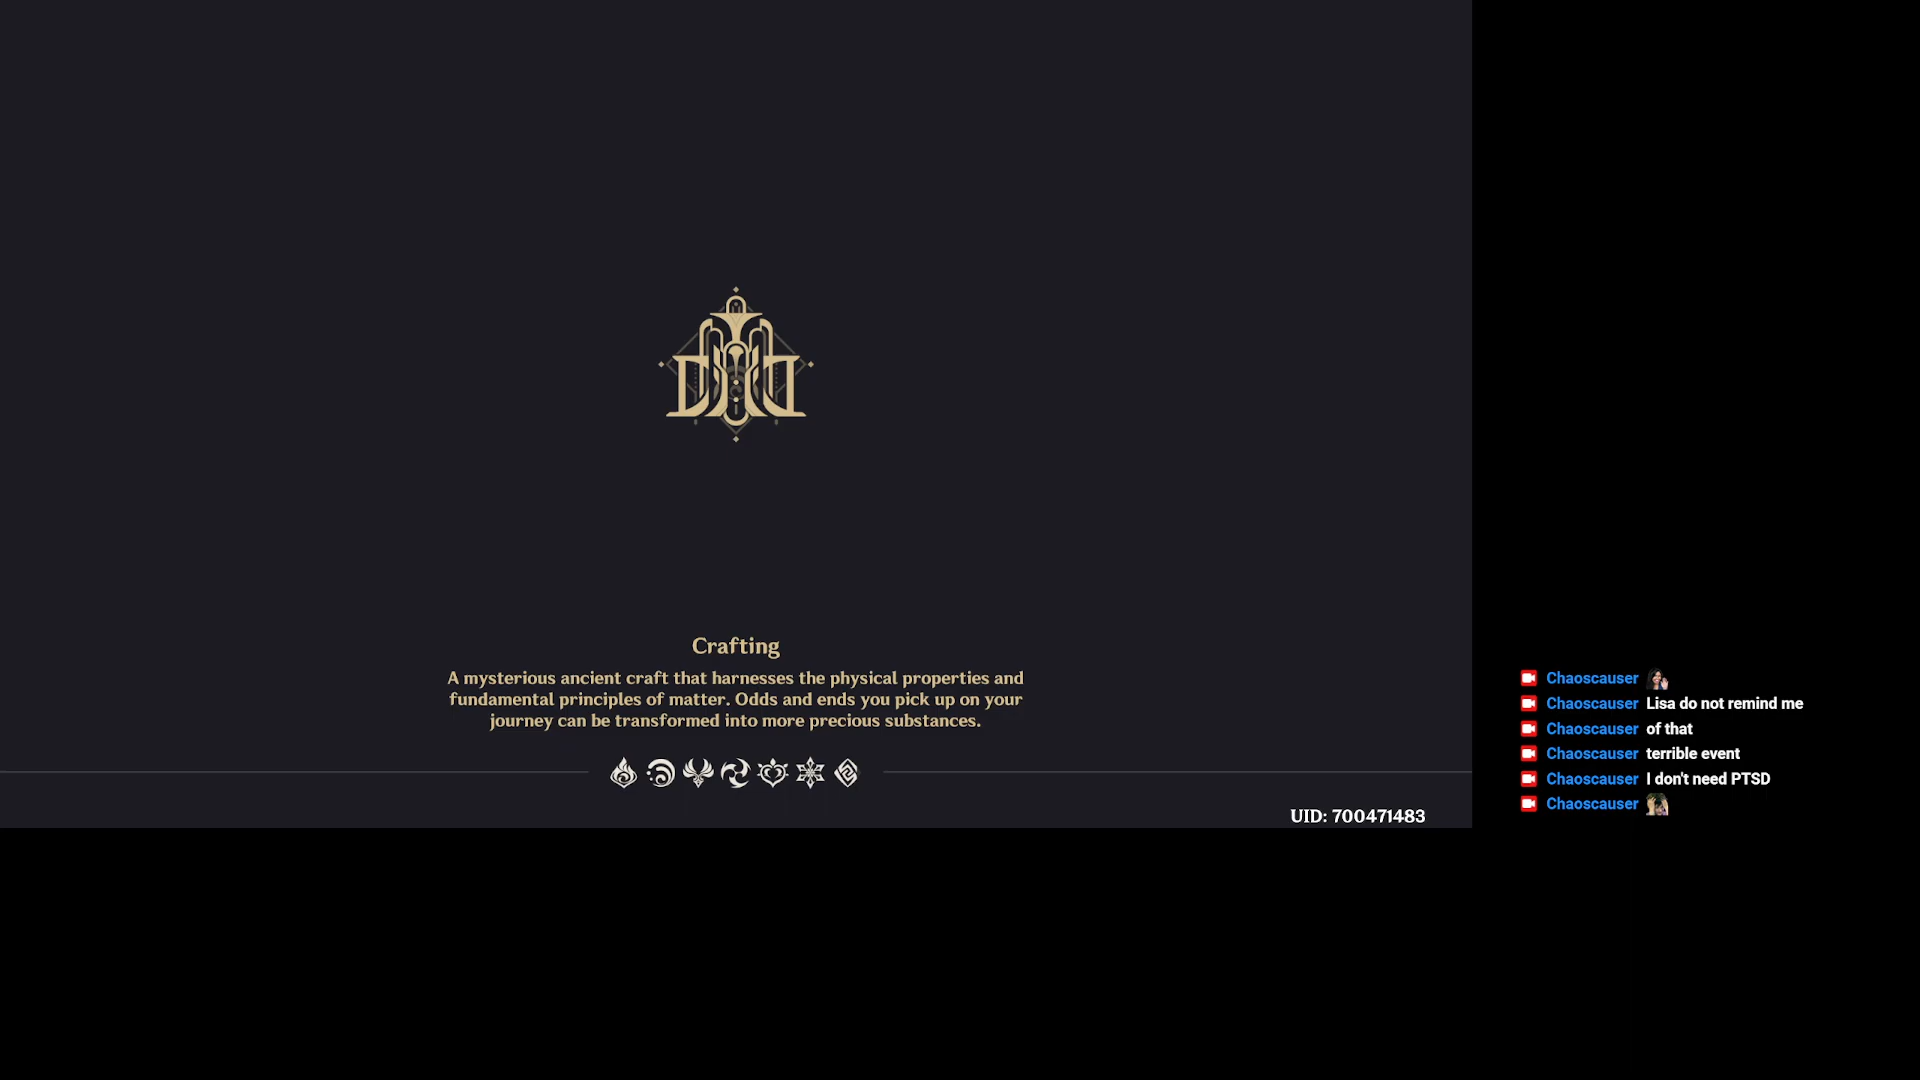 Crafting
A mysterious ancient craft that harnesses the physical properties and
fundamental principles of matter. Odds and ends you pick up on your
journey can be transformed into more precious substances.
UID: 700471483
Chaoscauser
Chaoscauser Lisa do not remind me
Chaoscauser of that
Chaoscauser terrible event
Chaoscauser I don't need PTSD
Chaoscauser